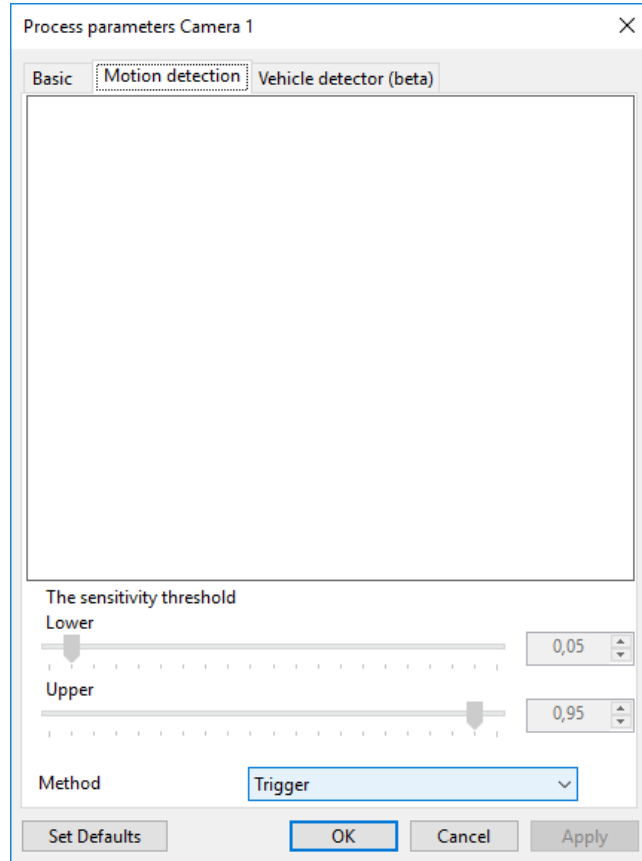 Process parameters Camera 1
Basic Motion detection Vehicle detector (beta)
The sensitivity threshold
Lower
0,05
Upper
0,95
Method Trigger
Set Defaults OK Cancel Apply